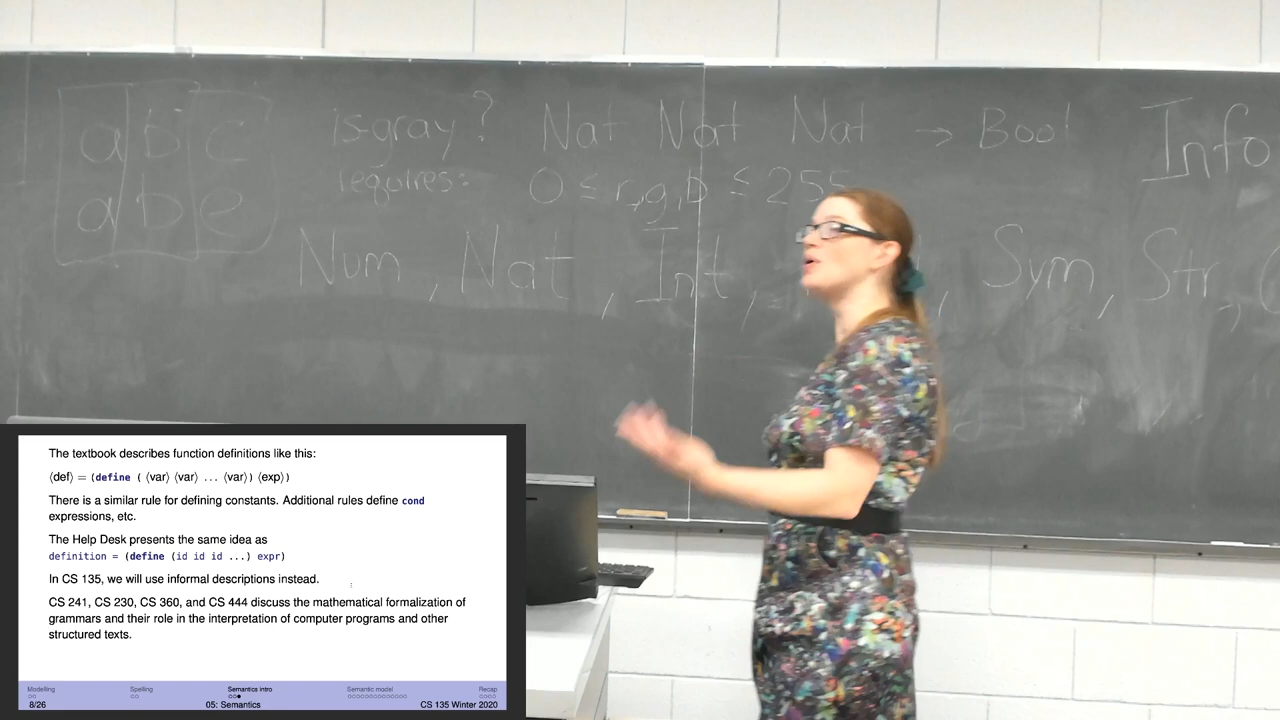 a b c
a b e
is-gray? Nat Nat Nat → Bool
requires: 0 ≤ r,g,b ≤ 255
Num, Nat, Int, , Sym, Str,
Info
The textbook describes function definitions like this:
⟨def⟩ = (define ( ⟨var⟩ ⟨var⟩ ... ⟨var⟩) ⟨exp⟩)
There is a similar rule for defining constants. Additional rules define cond
expressions, etc.
The Help Desk presents the same idea as
definition = (define (id id id ...) expr)
In CS 135, we will use informal descriptions instead.
CS 241, CS 230, CS 360, and CS 444 discuss the mathematical formalization of
grammars and their role in the interpretation of computer programs and other
structured texts.
Modelling Spelling Semantics intro Semantic model Recap
8/26 05: Semantics CS 135 Winter 2020